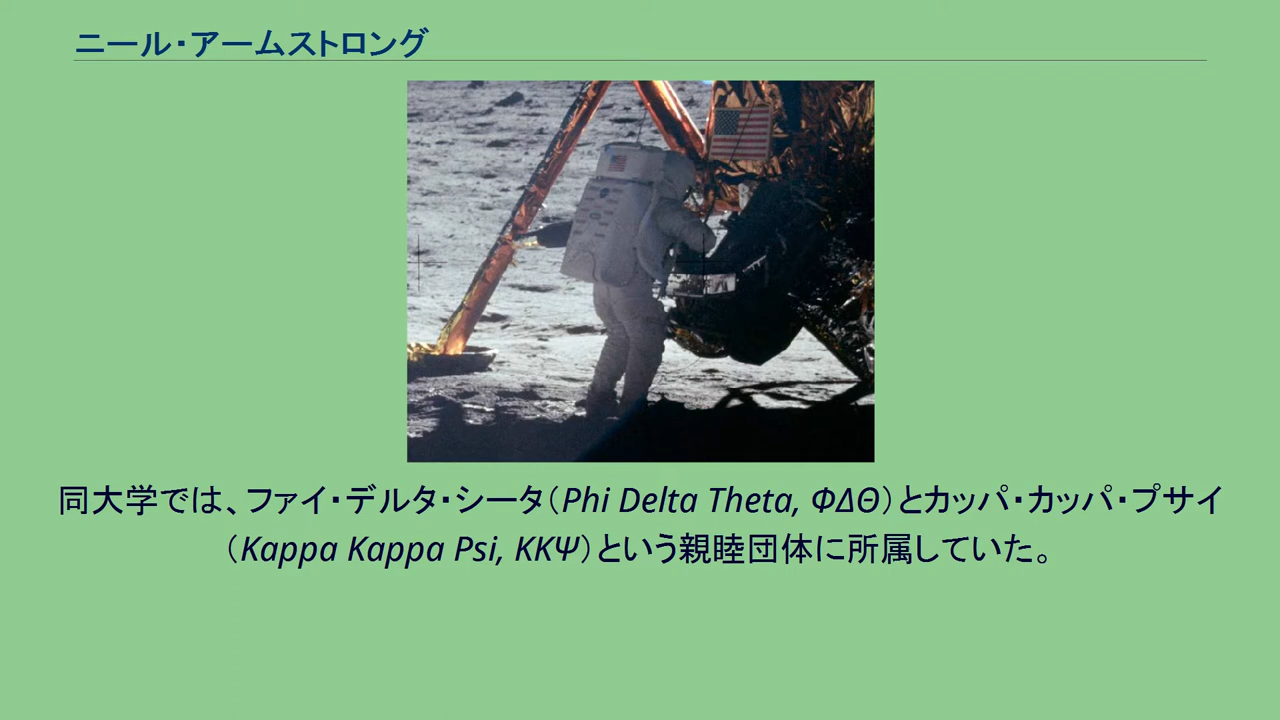 ニール・アームストロング
同大学では、ファイ・デルタ・シータ（Phi Delta Theta, ΦΔΘ）とカッパ・カッパ・プサイ
（Kappa Kappa Psi, KKΨ）という親睦団体に所属していた。